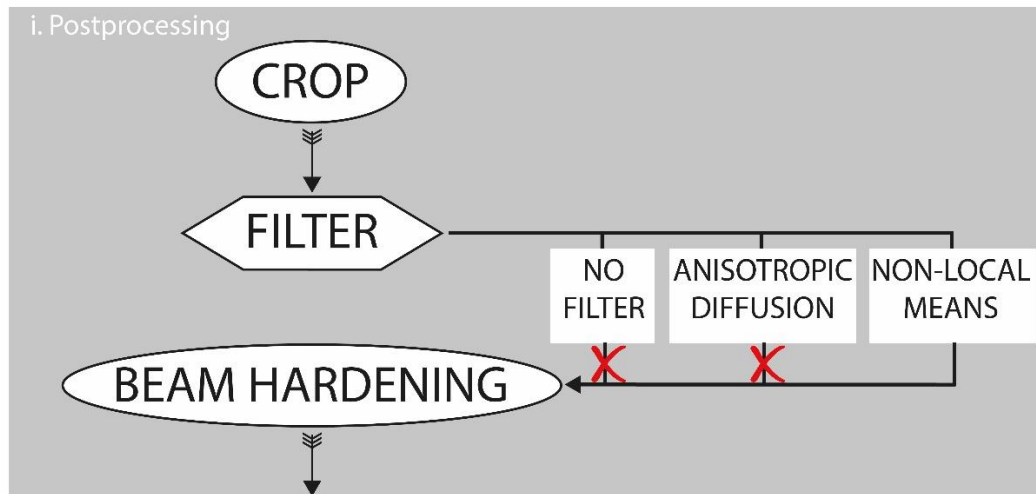 i. Postprocessing
CROP
FILTER
NO
FILTER
ANISOTROPIC
DIFFUSION
NON-LOCAL
MEANS
BEAM HARDENING